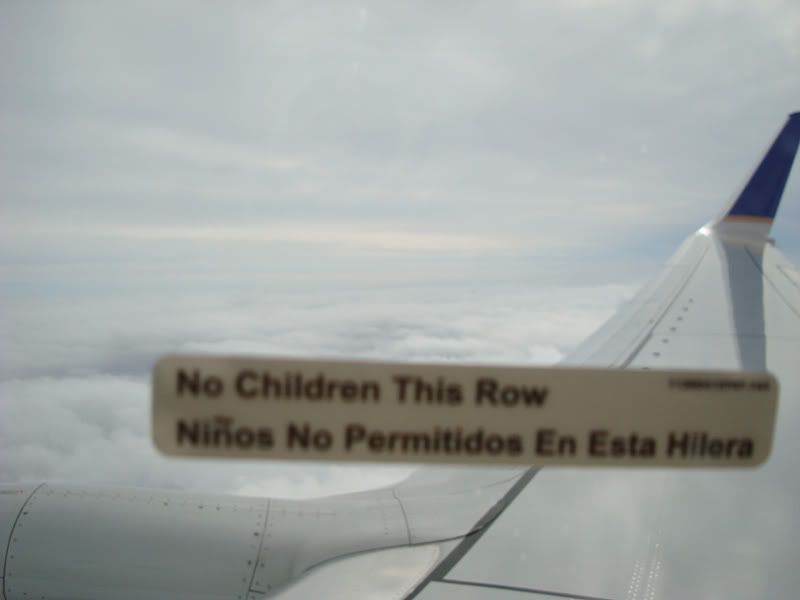 No Children This Row
Niños No Permitidos En Esta Hilera